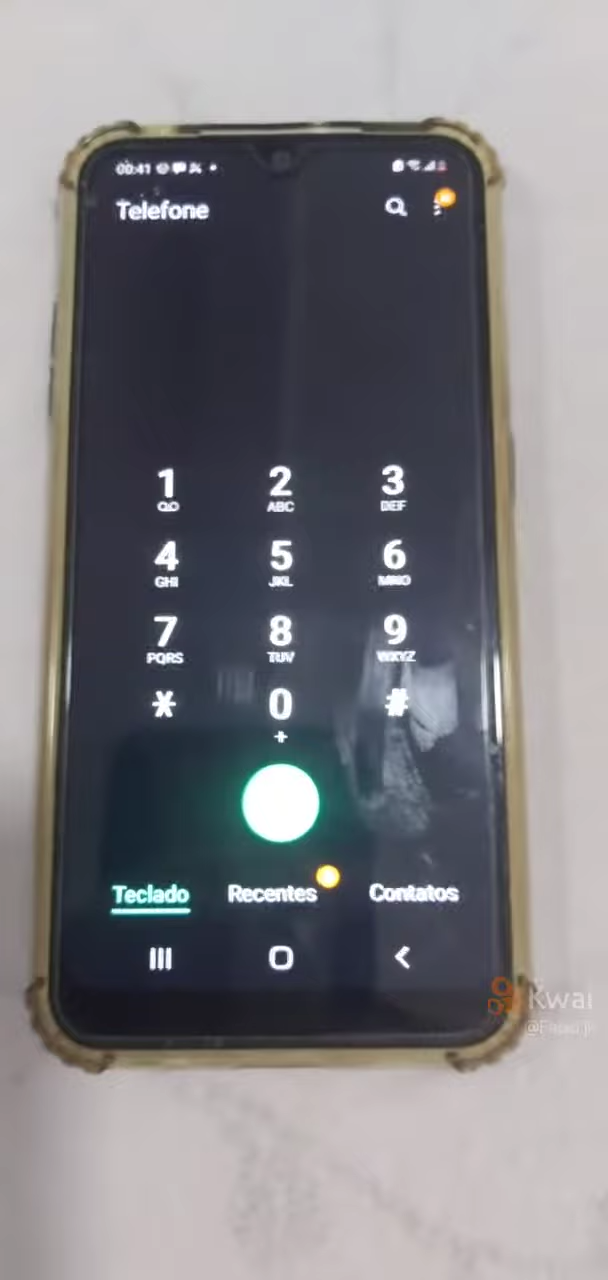 00:41
Telefone
1 2 ABC 3 DEF
4 GHI 5 JKL 6 MNO
7 PQRS 8 TUV 9 WXYZ
* 0 + #
Teclado Recentes Contatos
Kwai